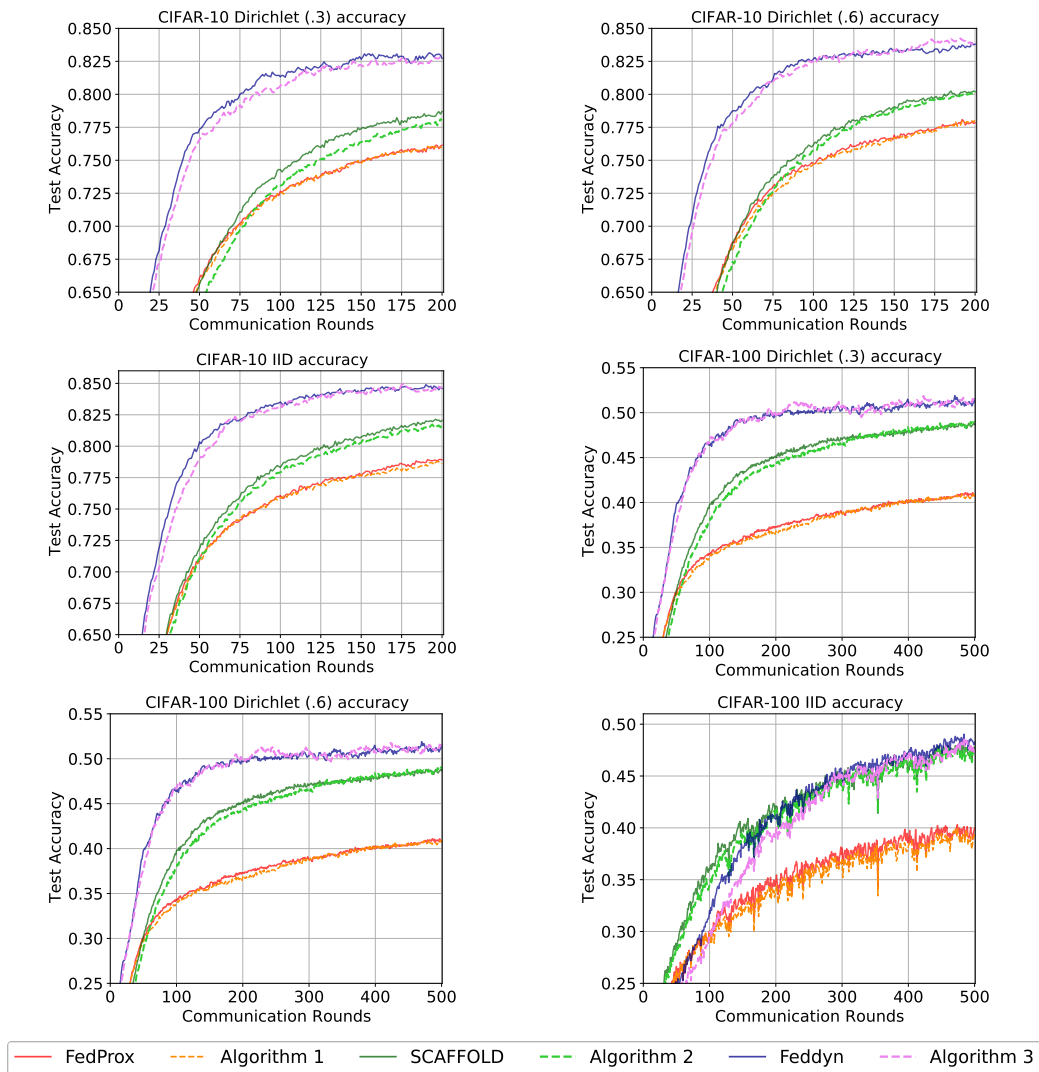 CIFAR-10 Dirichlet (.3) accuracy
0.850
0.825
0.800
0.775
0.750
0.725
0.700
0.675
0.650
Test Accuracy
0 25 50 75 100 125 150 175 200
Communication Rounds
CIFAR-10 Dirichlet (.6) accuracy
0.850
0.825
0.800
0.775
0.750
0.725
0.700
0.675
0.650
Test Accuracy
0 25 50 75 100 125 150 175 200
Communication Rounds
CIFAR-10 IID accuracy
0.850
0.825
0.800
0.775
0.750
0.725
0.700
0.675
0.650
Test Accuracy
0 25 50 75 100 125 150 175 200
Communication Rounds
CIFAR-100 Dirichlet (.3) accuracy
0.55
0.50
0.45
0.40
0.35
0.30
0.25
Test Accuracy
0 100 200 300 400 500
Communication Rounds
CIFAR-100 Dirichlet (.6) accuracy
0.55
0.50
0.45
0.40
0.35
0.30
0.25
Test Accuracy
0 100 200 300 400 500
Communication Rounds
CIFAR-100 IID accuracy
0.50
0.45
0.40
0.35
0.30
0.25
Test Accuracy
0 100 200 300 400 500
Communication Rounds
FedProx Algorithm 1 SCAFFOLD Algorithm 2 Feddyn Algorithm 3